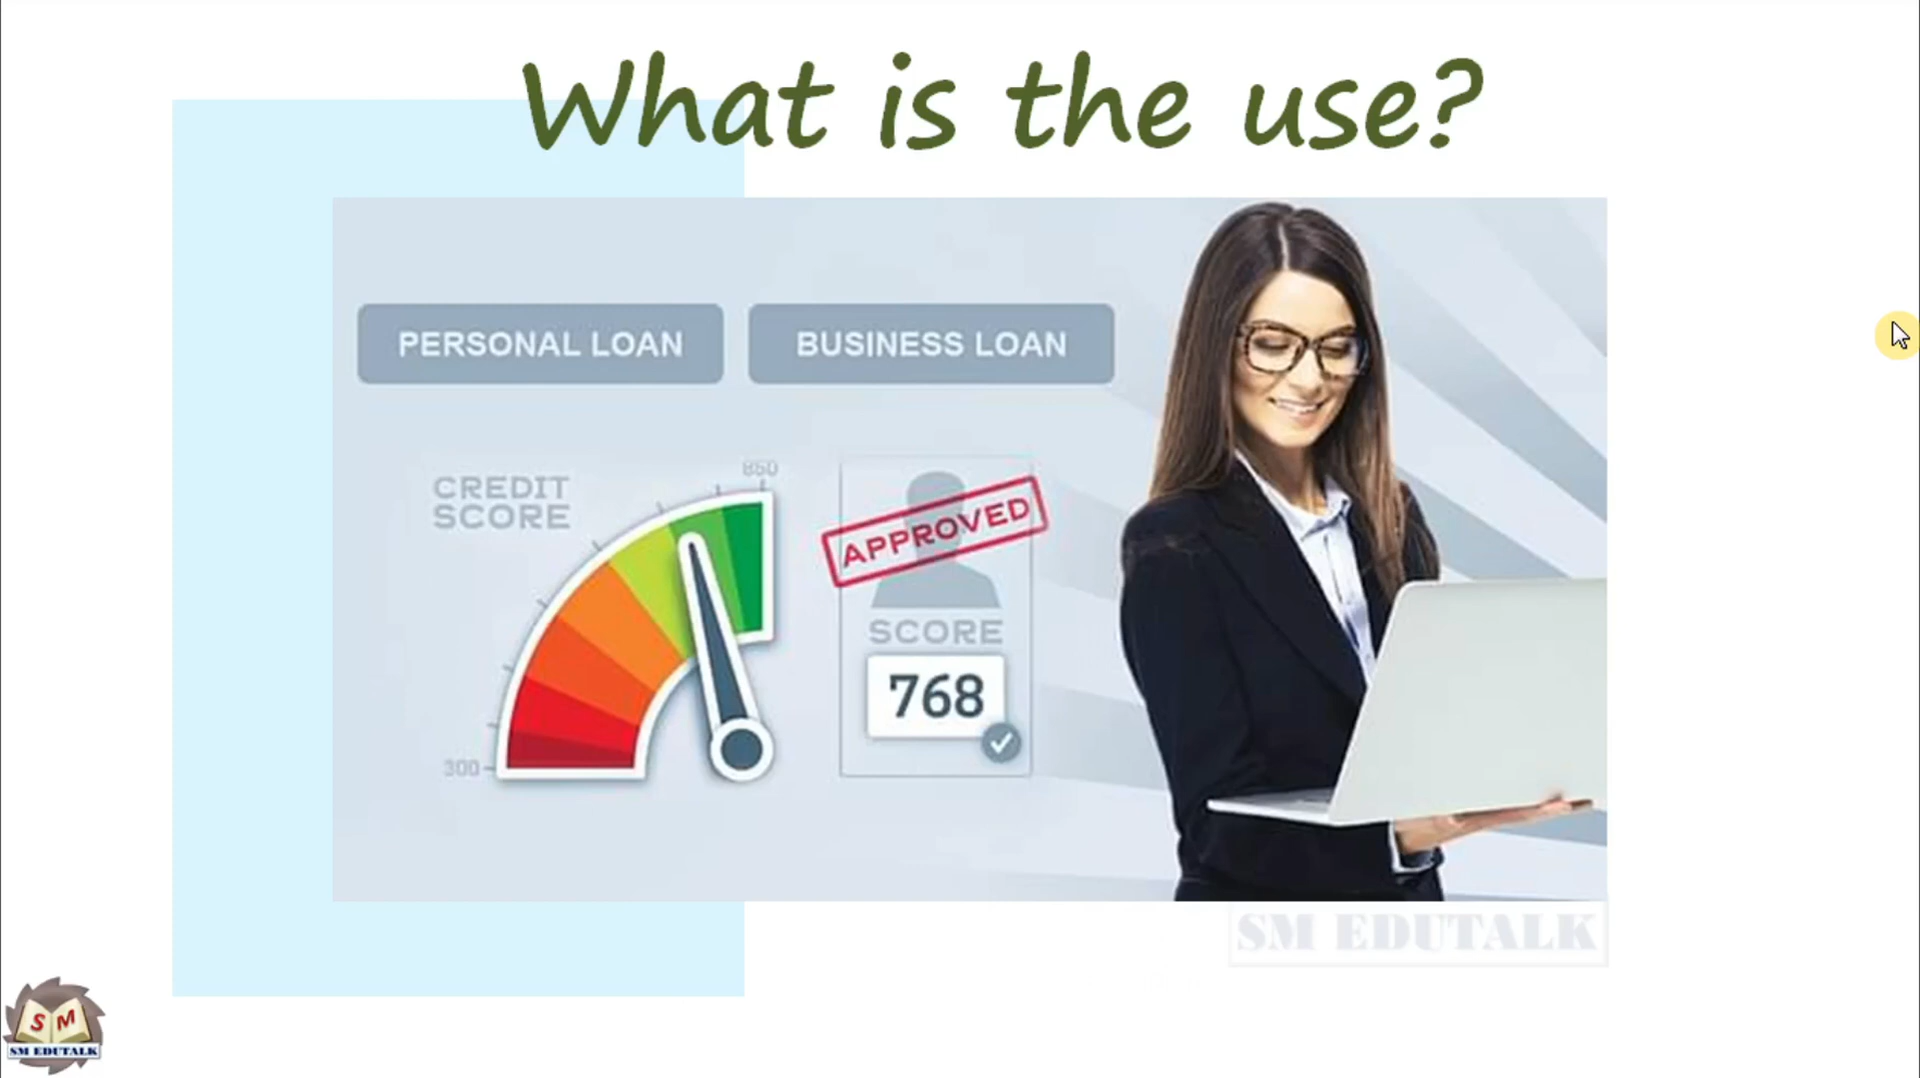 What is the use?
PERSONAL LOAN
BUSINESS LOAN
CREDIT
SCORE
850
300
APPROVED
SCORE
768
SM EDUTALK
S M
SM EDUTALK